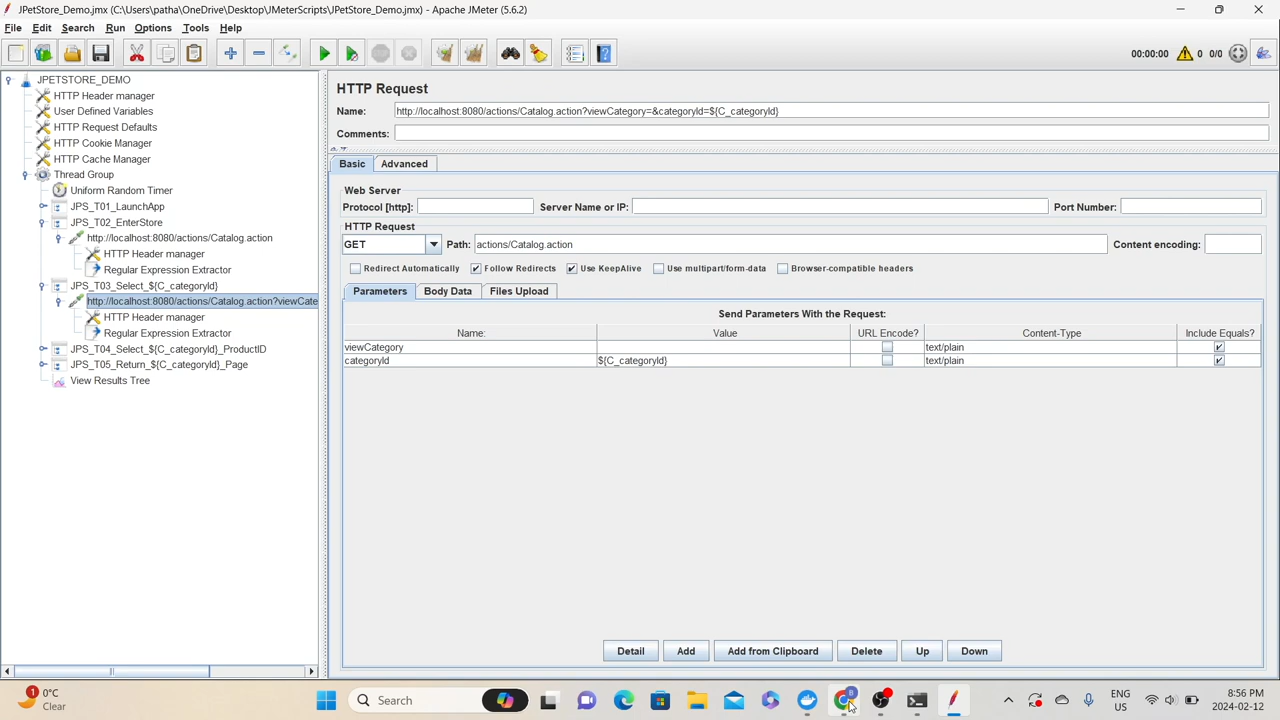 JPetStore_Demo.jmx (C:\Users\patha\OneDrive\Desktop\JMeterScripts\JPetStore_Demo.jmx) - Apache JMeter (5.6.2)
File Edit Search Run Options Tools Help
00:00:00 0 0/0
JPETSTORE_DEMO
HTTP Header manager
User Defined Variables
HTTP Request Defaults
HTTP Cookie Manager
HTTP Cache Manager
Thread Group
Uniform Random Timer
JPS_T01_LaunchApp
JPS_T02_EnterStore
http://localhost:8080/actions/Catalog.action
HTTP Header manager
Regular Expression Extractor
JPS_T03_Select_${C_categoryId}
http://localhost:8080/actions/Catalog.action?viewCate
HTTP Header manager
Regular Expression Extractor
JPS_T04_Select_${C_categoryId}_ProductID
JPS_T05_Return_${C_categoryId}_Page
View Results Tree
HTTP Request
Name: http://localhost:8080/actions/Catalog.action?viewCategory=&categoryId=${C_categoryId}
Comments:
Basic Advanced
Web Server
Protocol [http]: Server Name or IP: Port Number:
HTTP Request
GET Path: actions/Catalog.action Content encoding:
Redirect Automatically Follow Redirects Use KeepAlive Use multipart/form-data Browser-compatible headers
Parameters Body Data Files Upload
Send Parameters With the Request:
Name: Value URL Encode? Content-Type Include Equals?
viewCategory text/plain
categoryId ${C_categoryId} text/plain
Detail Add Add from Clipboard Delete Up Down
1 0°C
Clear
Search
ENG
US
8:56 PM
2024-02-12